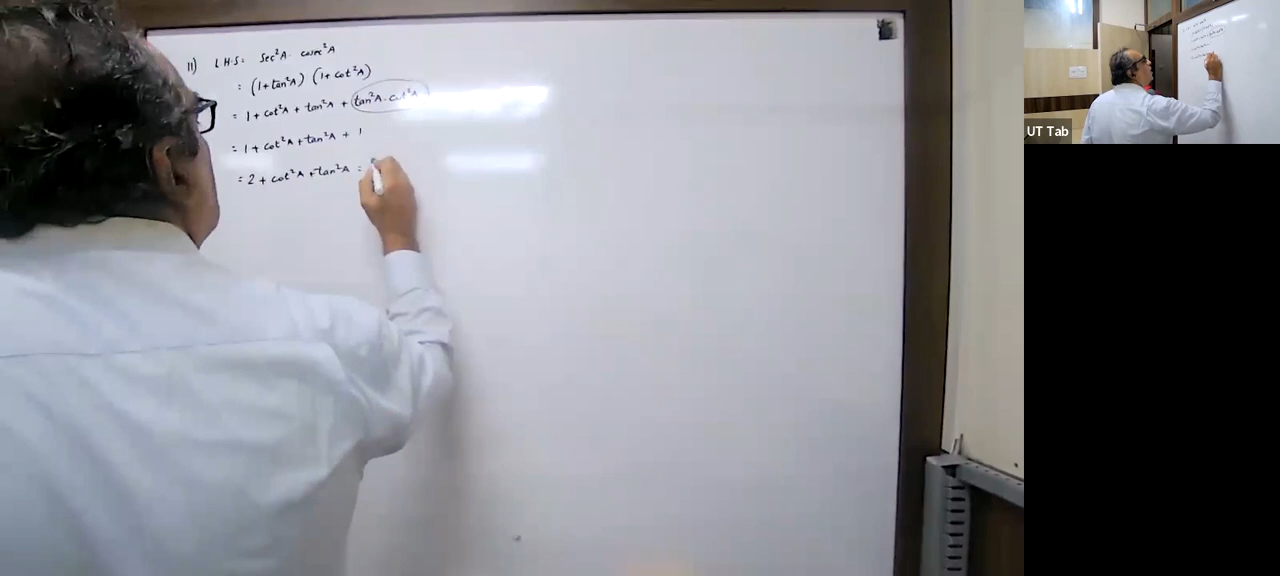 11) L.H.S = Sec²A. cosec²A
= (1+tan²A) (1+cot²A)
= 1 + cot²A + tan²A + tan²A. cot²A
= 1 + cot²A + tan²A + 1
= 2 + cot²A + tan²A =
UT Tab